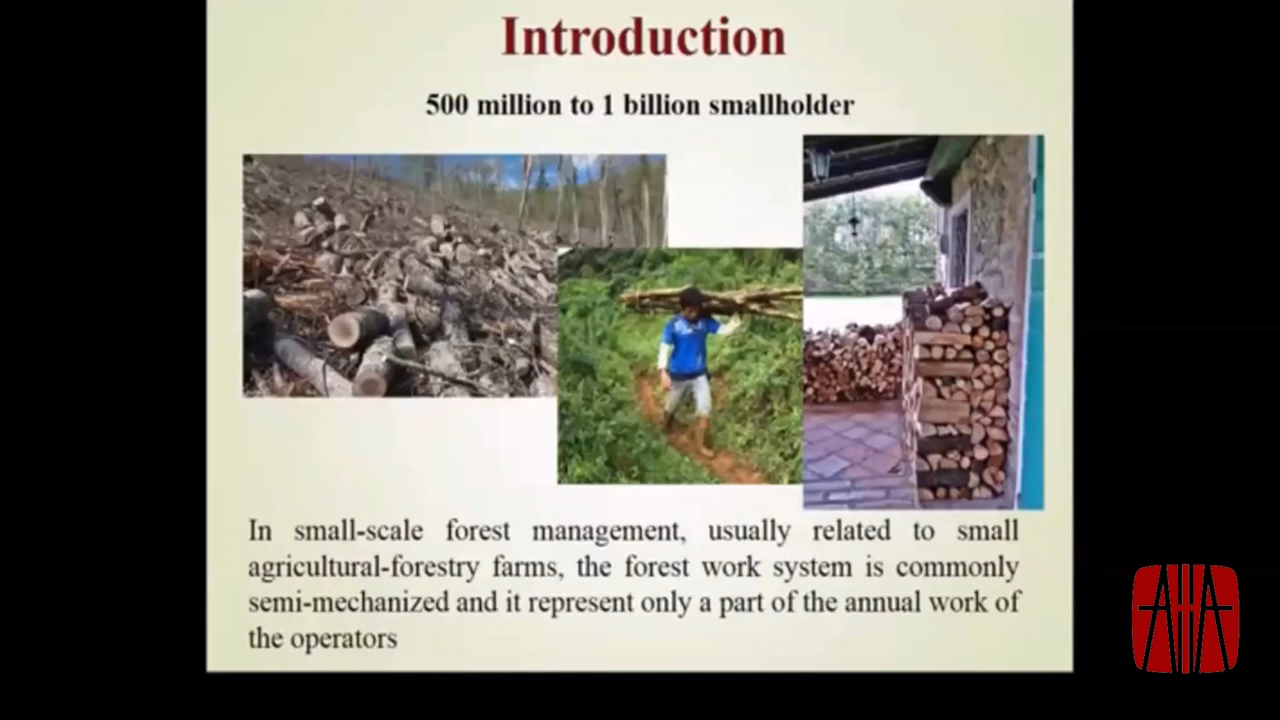 Introduction
500 million to 1 billion smallholder
In small-scale forest management, usually related to small
agricultural-forestry farms, the forest work system is commonly
semi-mechanized and it represent only a part of the annual work of
the operators